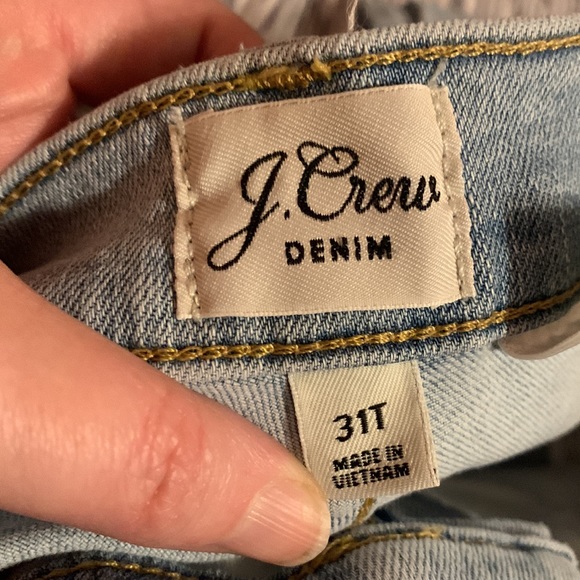 J.Crew
DENIM
31T
MADE IN
VIETNAM